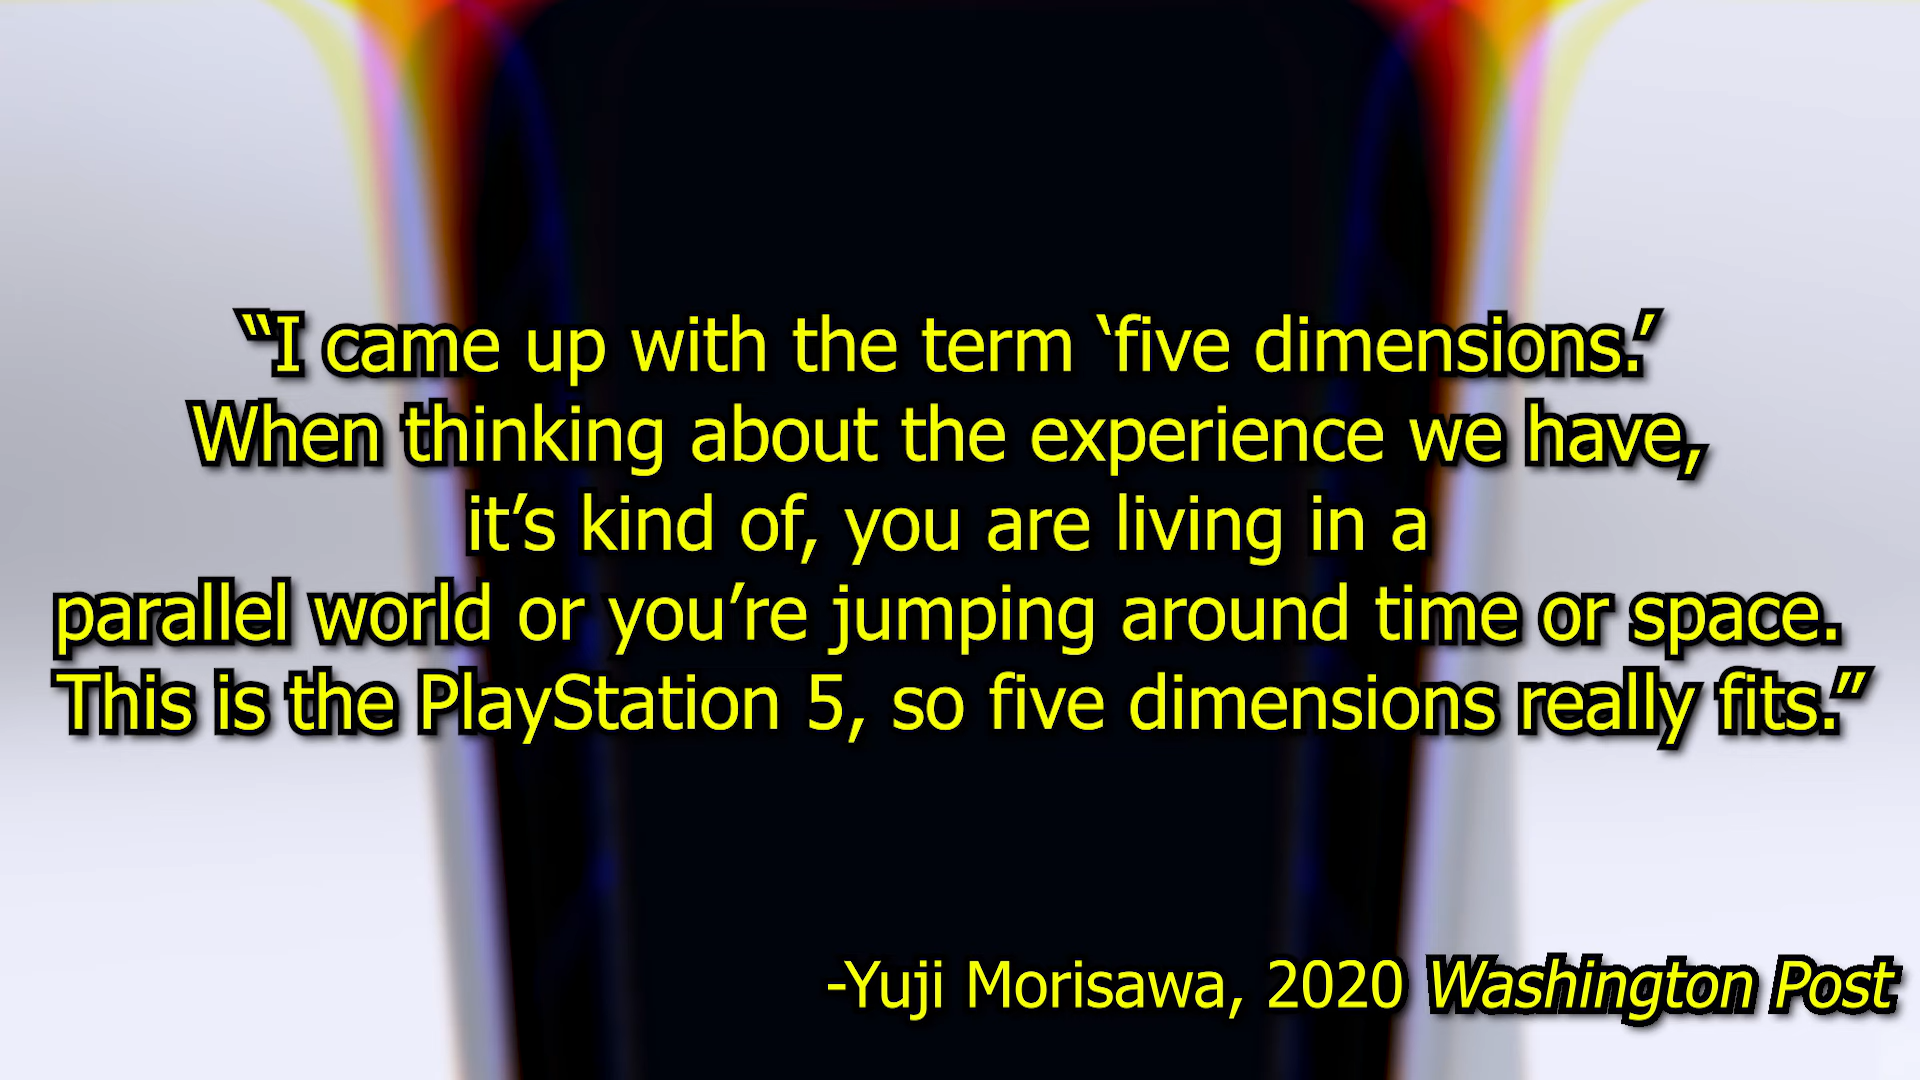 “I came up with the term ‘five dimensions.’
When thinking about the experience we have,
it’s kind of, you are living in a
parallel world or you’re jumping around time or space.
This is the PlayStation 5, so five dimensions really fits.”
-Yuji Morisawa, 2020 Washington Post